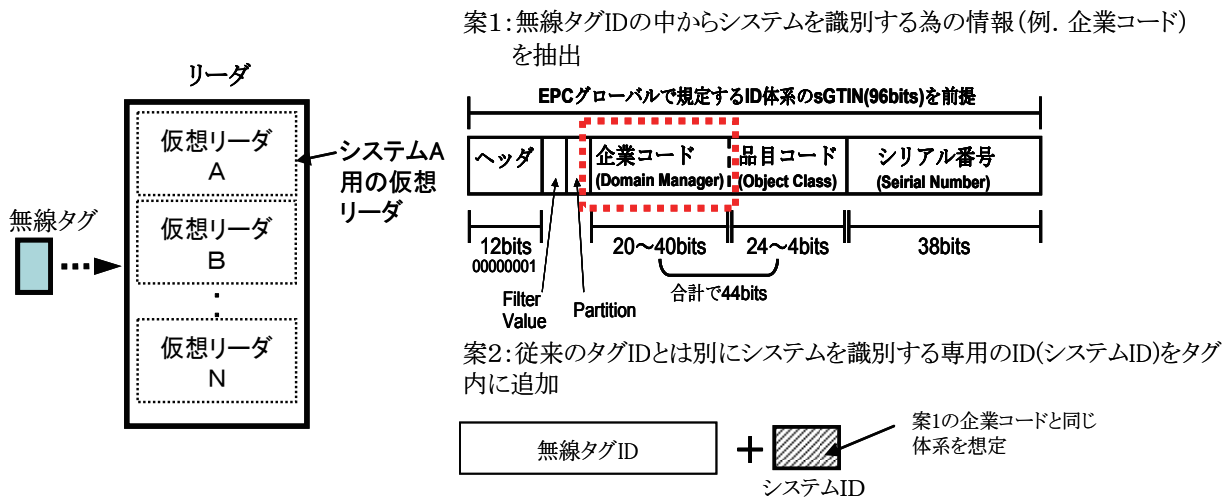 リーダ
仮想リーダ
A
仮想リーダ
B
:
仮想リーダ
N
無線タグ
システムA
用の仮想
リーダ
案1:無線タグIDの中からシステムを識別する為の情報(例. 企業コード)
を抽出
EPCグローバルで規定するID体系のsGTIN(96bits)を前提
ヘッダ
企業コード
(Domain Manager)
品目コード
(Object Class)
シリアル番号
(Seirial Number)
12bits
00000001
20～40bits
24～4bits
38bits
合計で44bits
Filter
Value
Partition
案2:従来のタグIDとは別にシステムを識別する専用のID(システムID)をタグ
内に追加
無線タグID
+
システムID
案1の企業コードと同じ
体系を想定